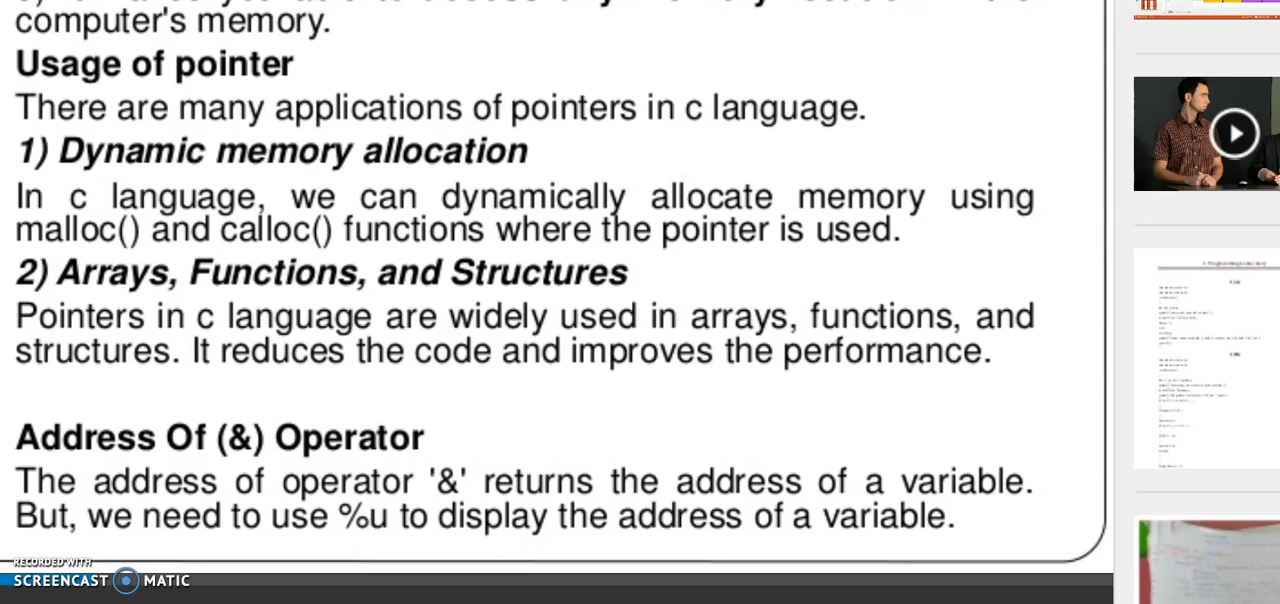 computer's memory.
Usage of pointer
There are many applications of pointers in c language.
1) Dynamic memory allocation
In c language, we can dynamically allocate memory using
malloc() and calloc() functions where the pointer is used.
2) Arrays, Functions, and Structures
Pointers in c language are widely used in arrays, functions, and
structures. It reduces the code and improves the performance.
Address Of (&) Operator
The address of operator '&' returns the address of a variable.
But, we need to use %u to display the address of a variable.
RECORDED WITH
SCREENCAST MATIC